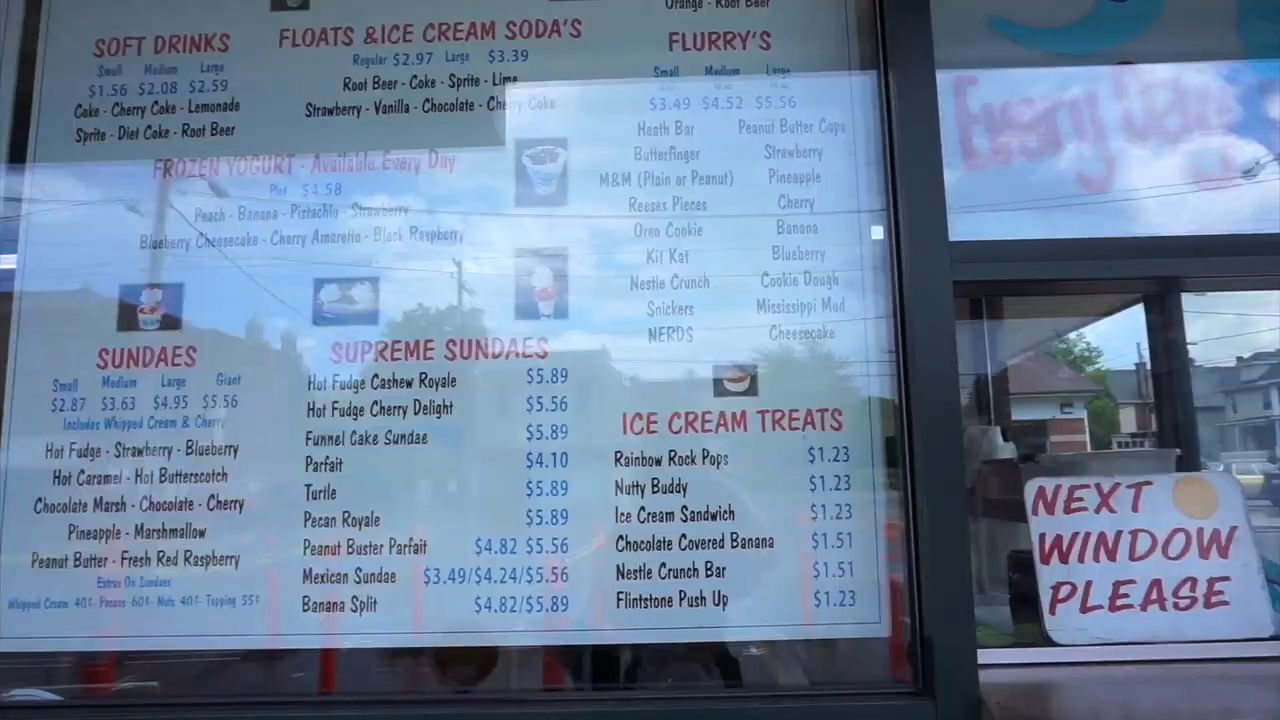 Orange - Root Beer
SOFT DRINKS
Small Medium Large
$1.56 $2.08 $2.59
Coke - Cherry Coke - Lemonade
Sprite - Diet Coke - Root Beer
FLOATS & ICE CREAM SODA'S
Regular $2.97 Large $3.39
Root Beer - Coke - Sprite - Lime
Strawberry - Vanilla - Chocolate - Cherry Coke
FROZEN YOGURT - Available Every Day
$4.58
Peach - Banana - Pistachio - Strawberry
Blueberry Cheesecake - Cherry Amaretto - Black Raspberry
FLURRY'S
Small Medium Large
$3.49 $4.52 $5.56
Heath Bar Peanut Butter Cups
Butterfinger Strawberry
M&M (Plain or Peanut) Pineapple
Reeses Pieces Cherry
Oreo Cookie Banana
Kit Kat Blueberry
Nestle Crunch Cookie Dough
Snickers Mississippi Mud
NERDS Cheesecake
SUNDAES
Small Medium Large Giant
$2.87 $3.63 $4.95 $5.56
Includes Whipped Cream & Cherry
Hot Fudge - Strawberry - Blueberry
Hot Caramel - Hot Butterscotch
Chocolate Marsh - Chocolate - Cherry
Pineapple - Marshmallow
Peanut Butter - Fresh Red Raspberry
Extras On Sundaes
Whipped Cream 40¢ - Pecans 60¢ - Nuts 40¢ - Topping 55¢
SUPREME SUNDAES
Hot Fudge Cashew Royale $5.89
Hot Fudge Cherry Delight $5.56
Funnel Cake Sundae $5.89
Parfait $4.10
Turtle $5.89
Pecan Royale $5.89
Peanut Buster Parfait $4.82 $5.56
Mexican Sundae $3.49/$4.24/$5.56
Banana Split $4.82/$5.89
ICE CREAM TREATS
Rainbow Rock Pops $1.23
Nutty Buddy $1.23
Ice Cream Sandwich $1.23
Chocolate Covered Banana $1.51
Nestle Crunch Bar $1.51
Flintstone Push Up $1.23
Every
NEXT
WINDOW
PLEASE